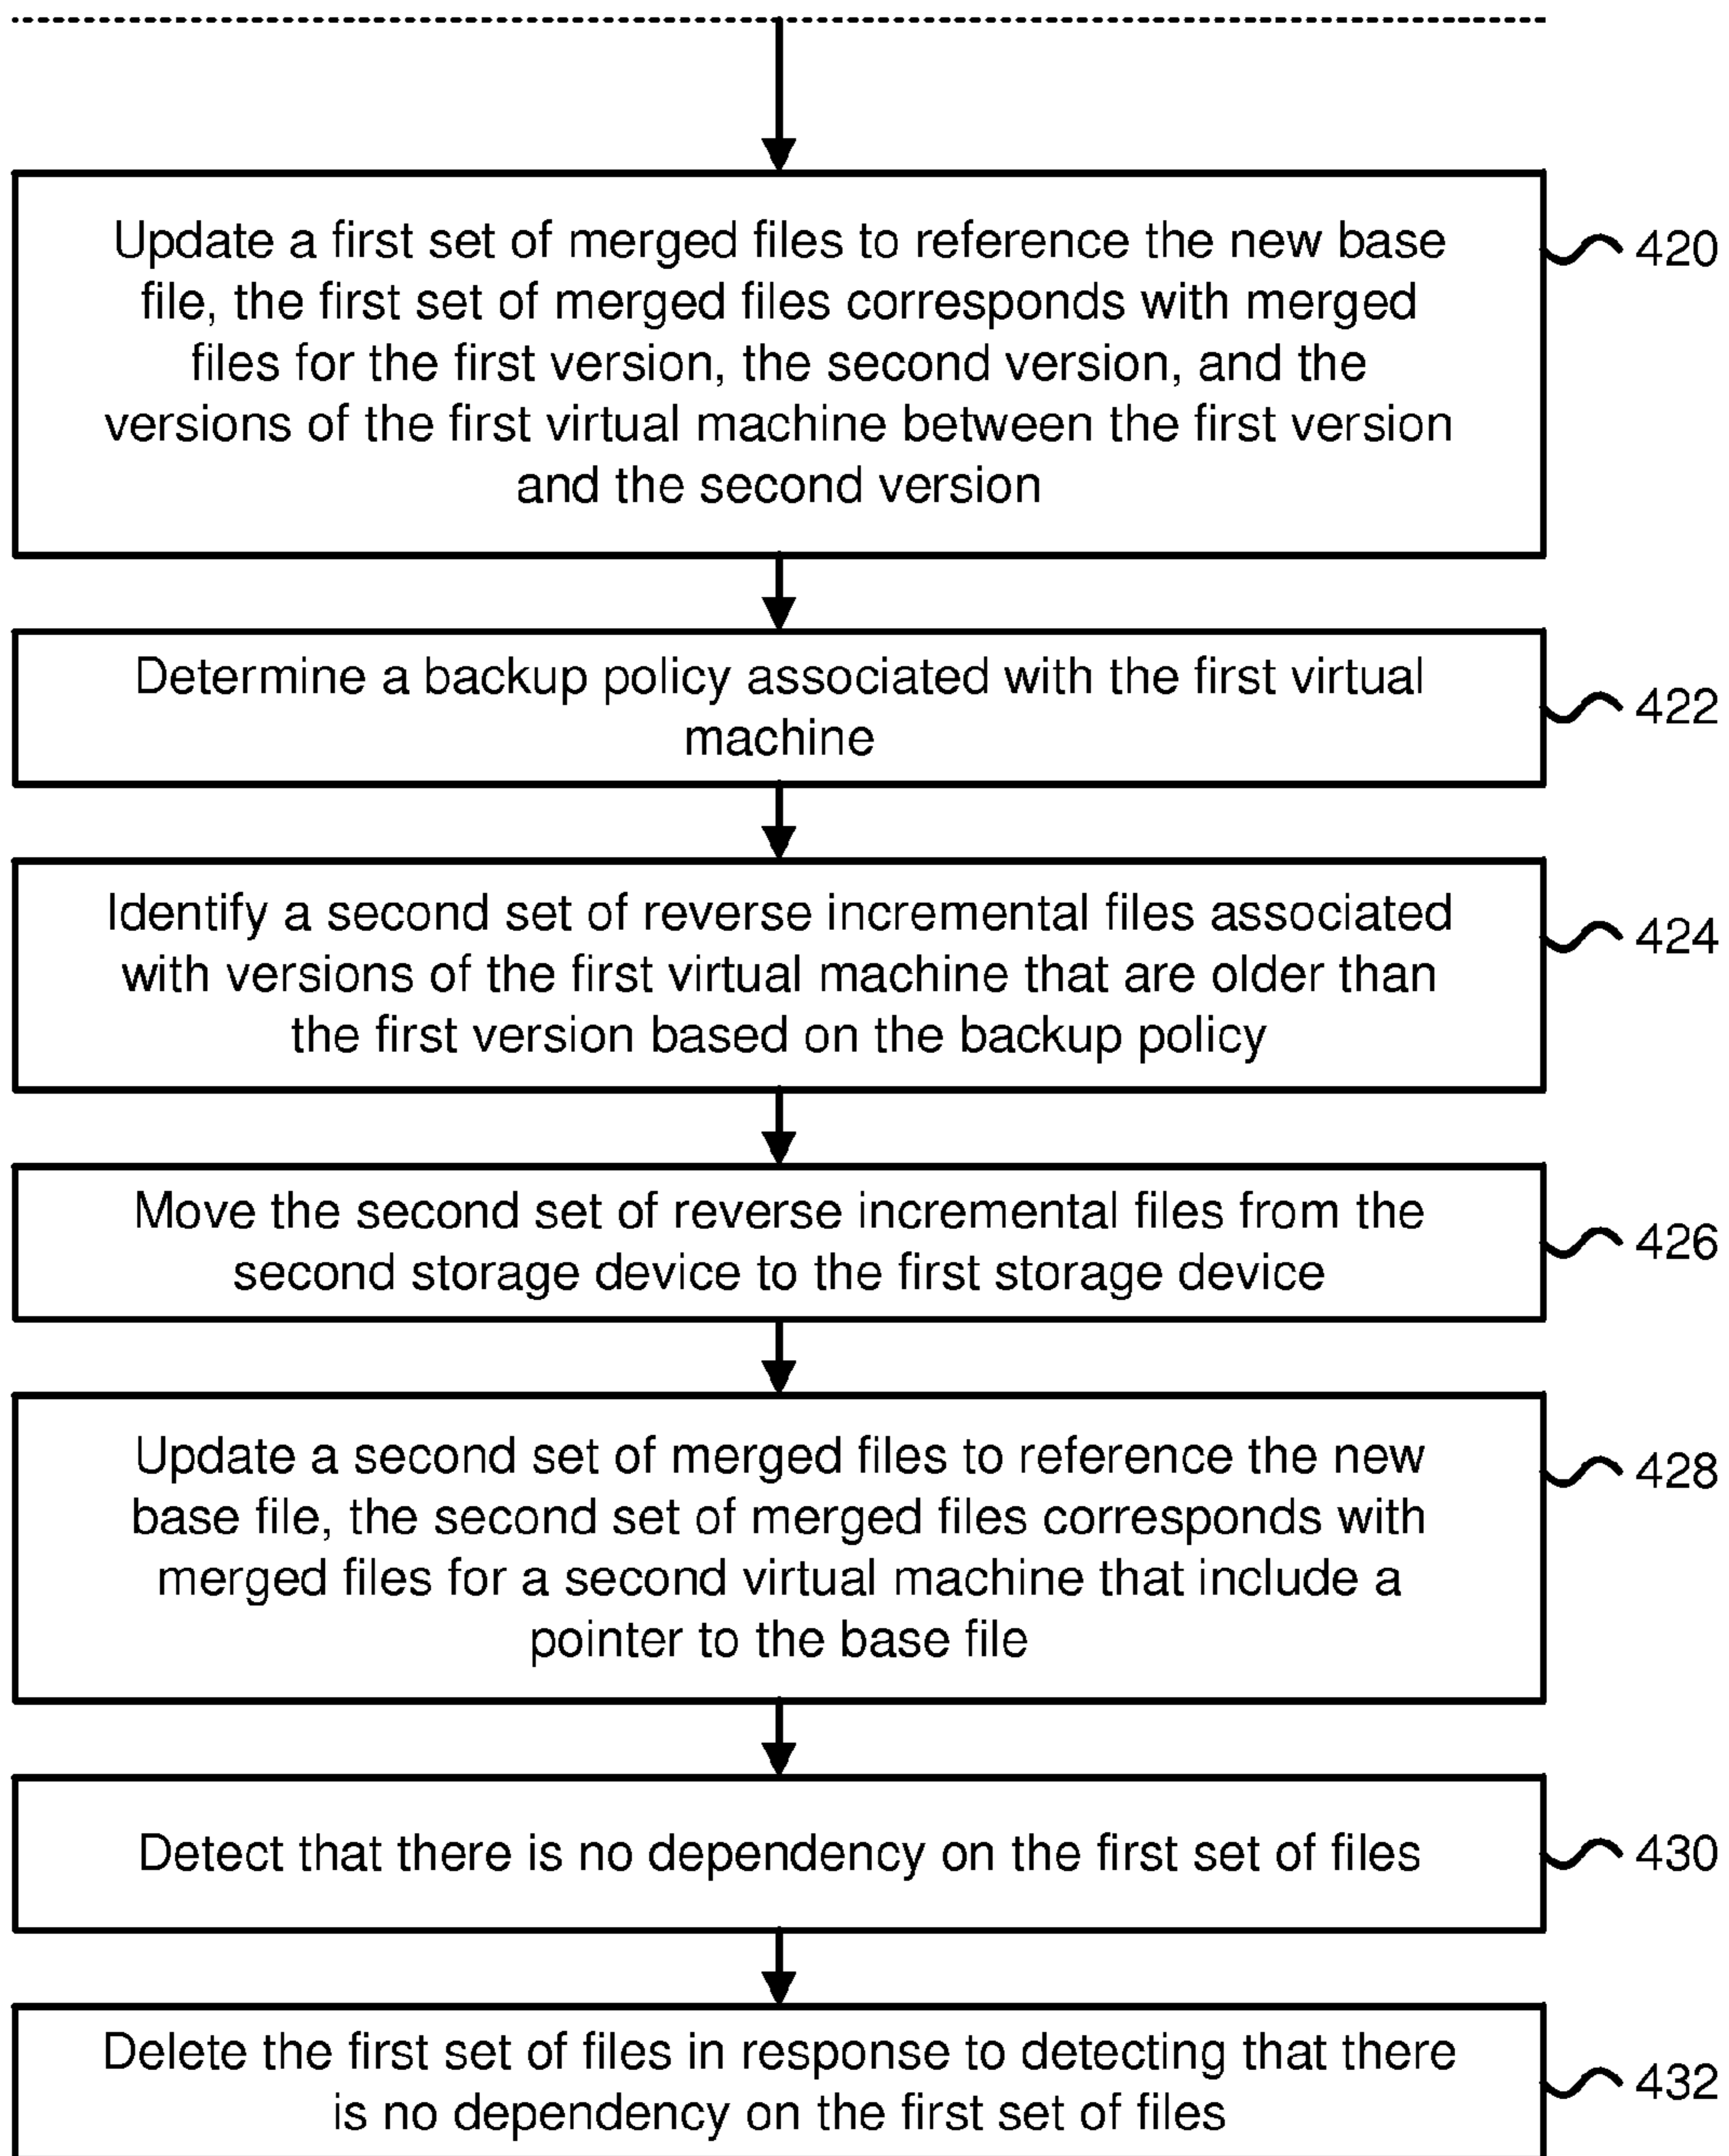 Update a first set of merged files to reference the new base
file, the first set of merged files corresponds with merged
files for the first version, the second version, and the
versions of the first virtual machine between the first version
and the second version
420
Determine a backup policy associated with the first virtual
machine
422
Identify a second set of reverse incremental files associated
with versions of the first virtual machine that are older than
the first version based on the backup policy
424
Move the second set of reverse incremental files from the
second storage device to the first storage device
426
Update a second set of merged files to reference the new
base file, the second set of merged files corresponds with
merged files for a second virtual machine that include a
pointer to the base file
428
Detect that there is no dependency on the first set of files
430
Delete the first set of files in response to detecting that there
is no dependency on the first set of files
432